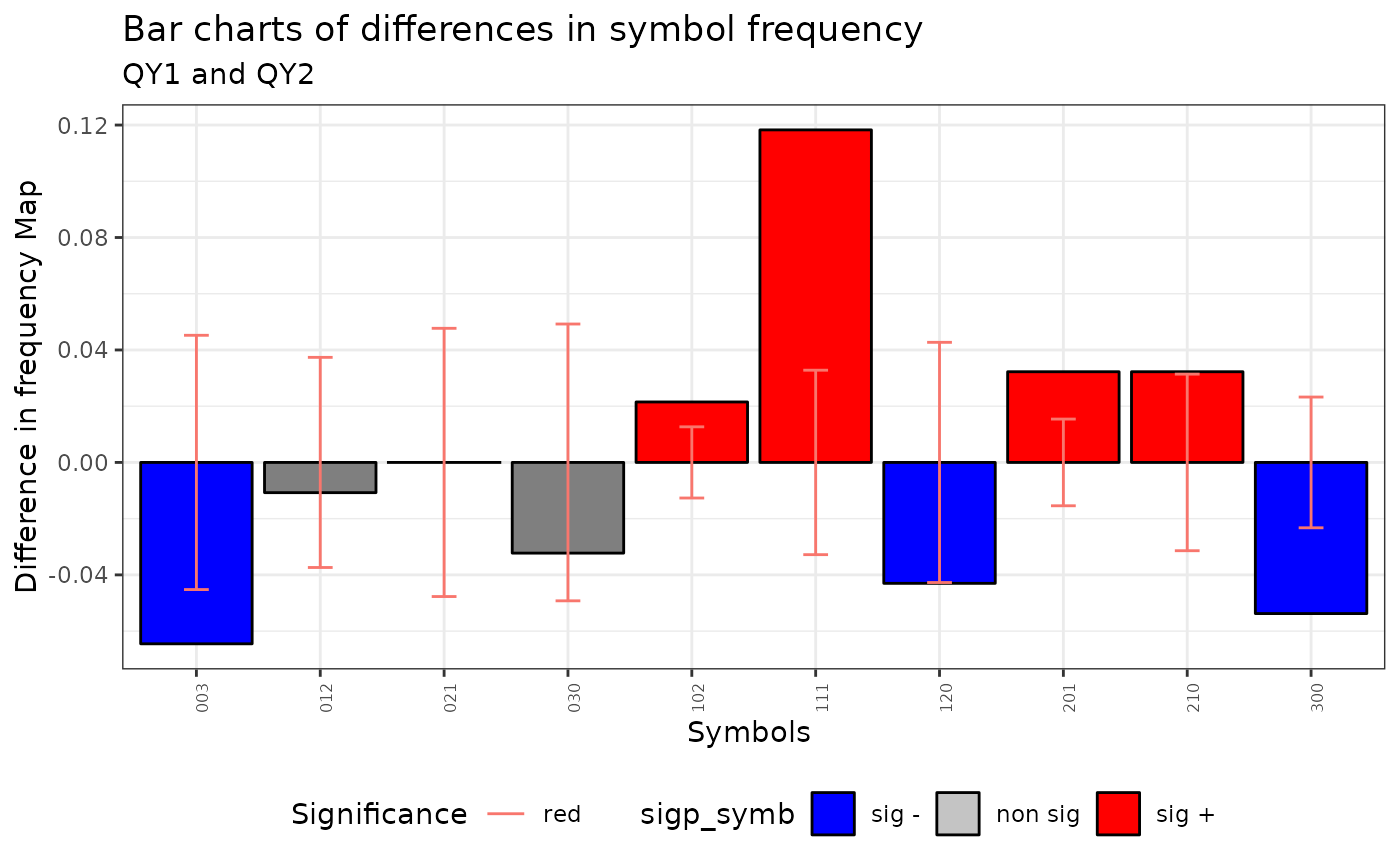 Bar charts of differences in symbol frequency
QY1 and QY2
Difference in frequency Map
0.12
0.08
0.04
0.00
-0.04
003 012 021 030 102 111 120 201 210 300
Symbols
Significance red sigp_symb sig - non sig sig +